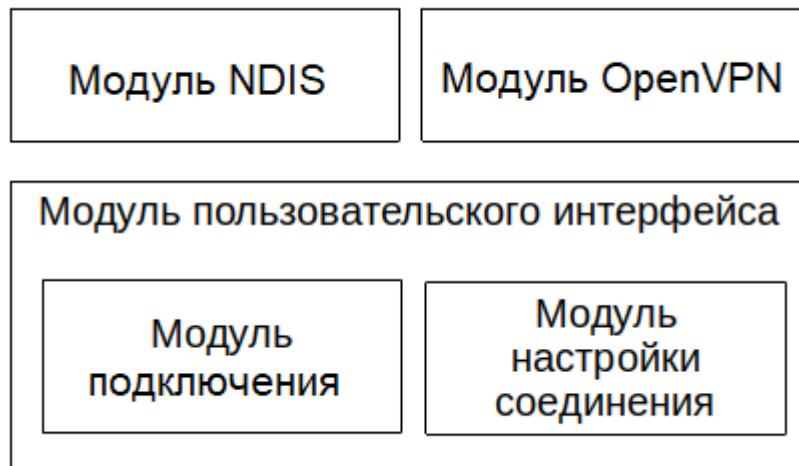 Модуль NDIS
Модуль OpenVPN
Модуль пользовательского интерфейса
Модуль
подключения
Модуль
настройки
соединения